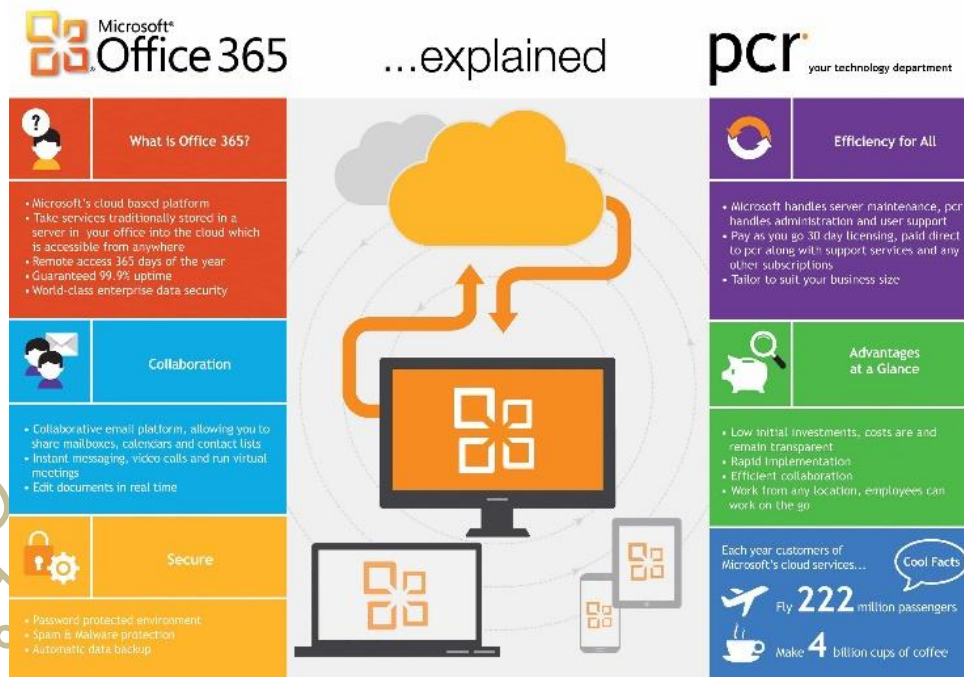 Microsoft®
Office 365
...explained
pcr
your technology department
?
What is Office 365?
• Microsoft's cloud based platform
• Take services traditionally stored in a
server in your office into the cloud which
is accessible from anywhere
• Remote access 365 days of the year
• Guaranteed 99.9% uptime
• World-class enterprise data security
Collaboration
• Collaborative email platform, allowing you to
share mailboxes, calendars and contact lists
• Instant messaging, video calls and run virtual
meetings
• Edit documents in real time
Secure
• Password protected environment
• Spam & Malware protection
• Automatic data backup
Efficiency for All
• Microsoft handles server maintenance, pcr
handles administration and user support
• Pay as you go 30 day licensing, paid direct
to pcr along with support services and any
other subscriptions
• Tailor to suit your business size
Advantages
at a Glance
• Low initial investments, costs are and
remain transparent
• Rapid implementation
• Efficient collaboration
• Work from any location, employees can
work on the go
Each year customers of
Microsoft's cloud services...
Cool Facts
Fly 222 million passengers
Make 4 billion cups of coffee